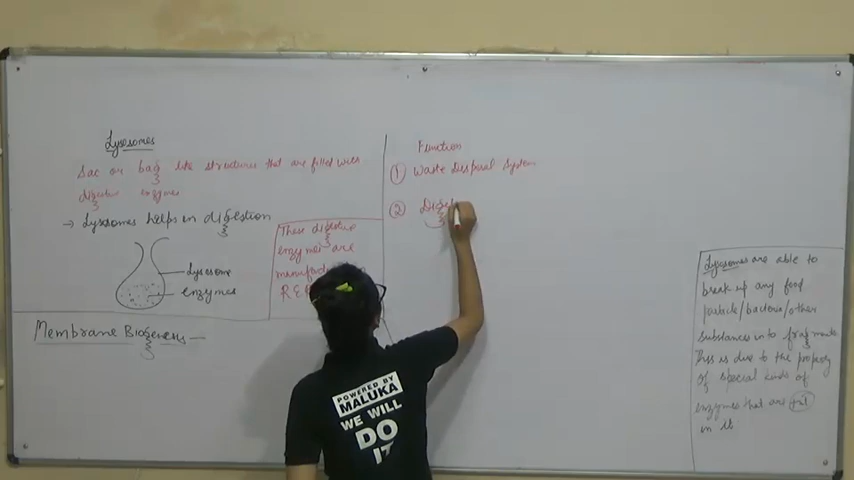 Lysosomes
Sac or bag like structures that are filled with
digestive enzymes
→ Lysosomes helps in digestion
Lysosome
enzymes
These digestive
enzymes are
manufac
RER
Membrane Biogenesis —
Function
① Waste Disposal System
② Digest
Lysosomes are able to
break up any food
particle/bacteria/other
substances into fragments
This is due to the property
of special kinds of
enzymes that are
in it
POWERED BY
MALUKA
WE WILL
DO
IT